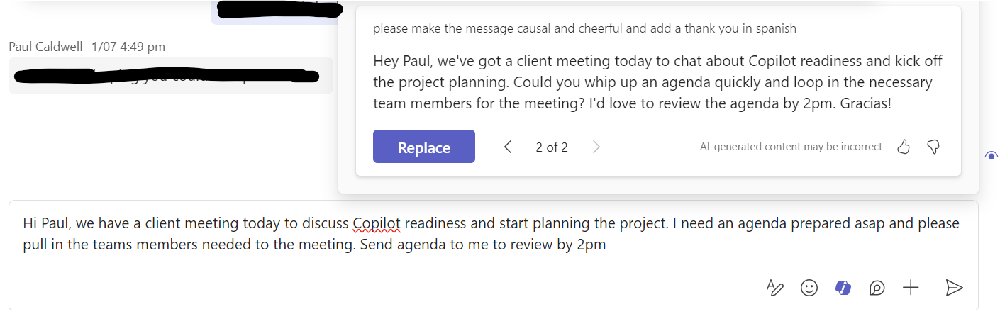 Paul Caldwell 1/07 4:49 pm
please make the message causal and cheerful and add a thank you in spanish
Hey Paul, we've got a client meeting today to chat about Copilot readiness and kick off
the project planning. Could you whip up an agenda quickly and loop in the necessary
team members for the meeting? I'd love to review the agenda by 2pm. Gracias!
Replace
2 of 2
AI-generated content may be incorrect
Hi Paul, we have a client meeting today to discuss Copilot readiness and start planning the project. I need an agenda prepared asap and please
pull in the teams members needed to the meeting. Send agenda to me to review by 2pm